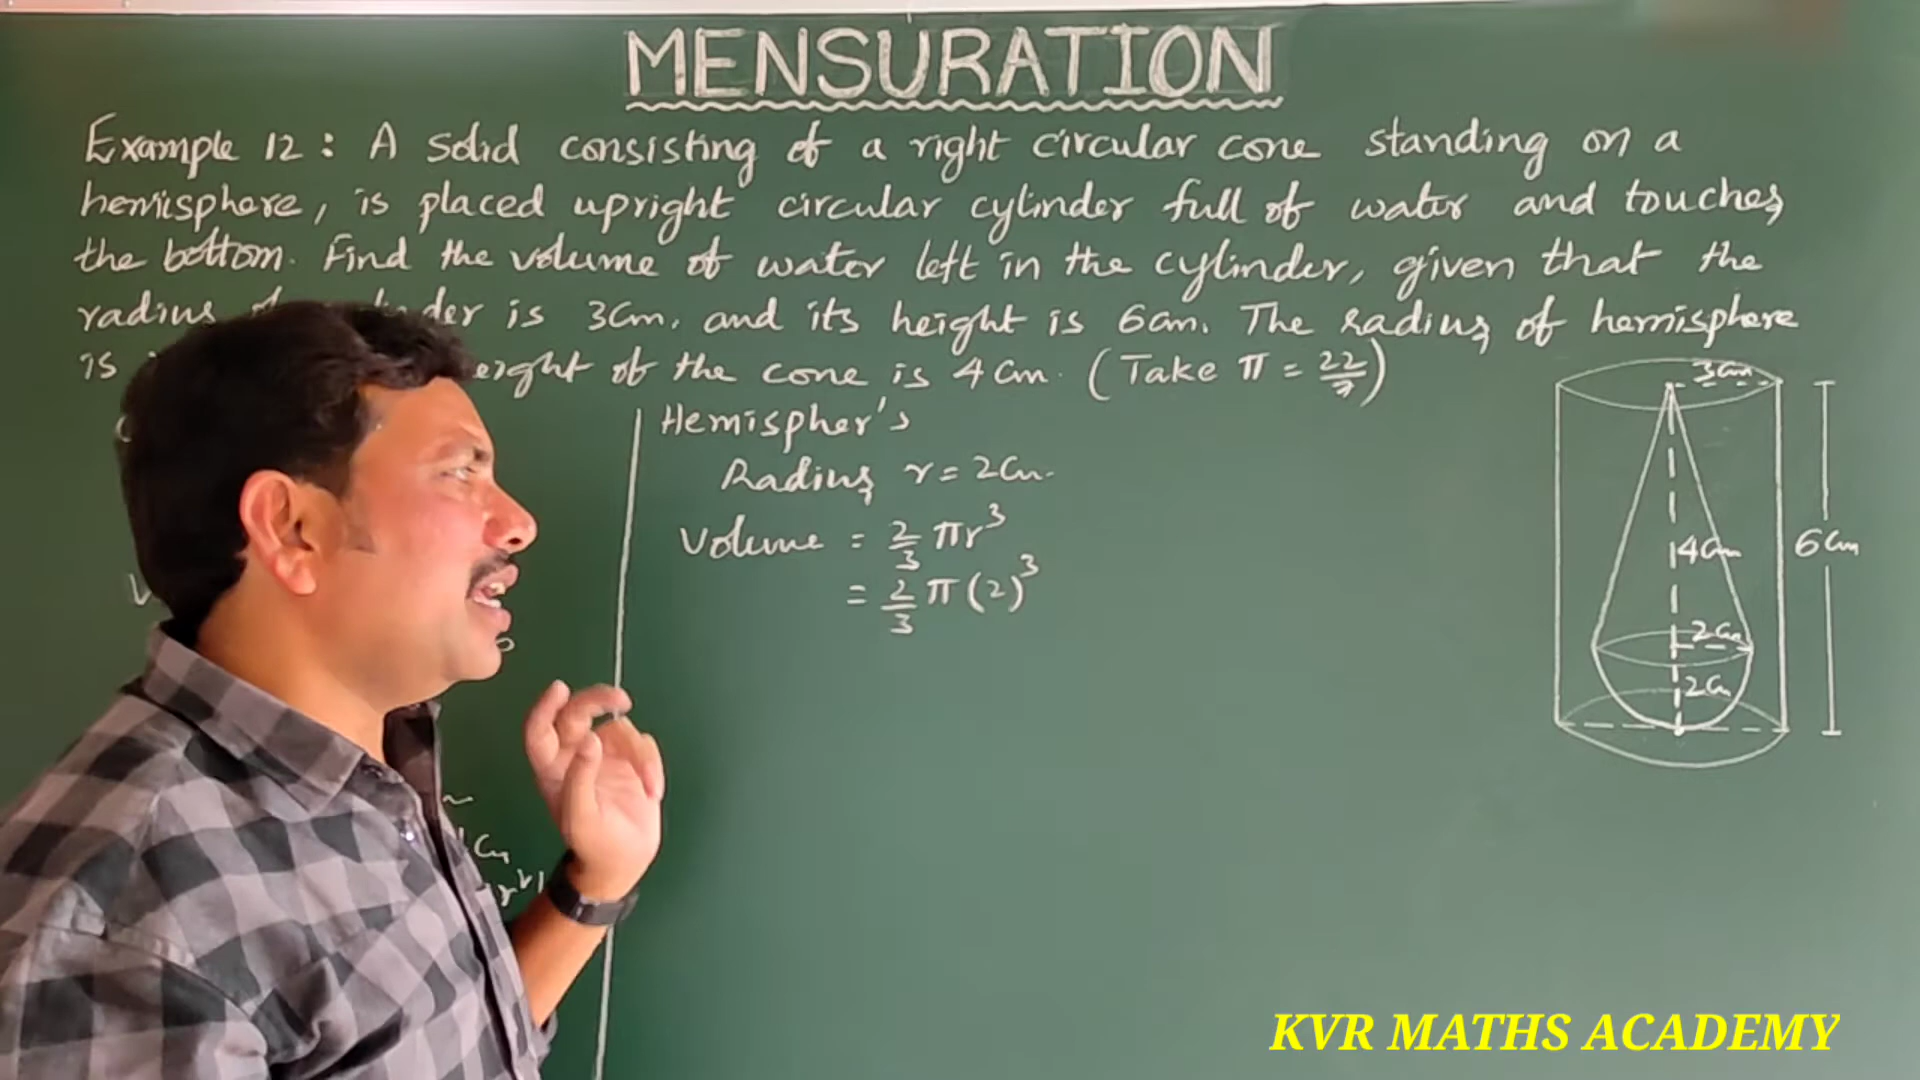 MENSURATION
Example 12 : A solid consisting of a right circular cone standing on a
hemisphere, is placed upright circular cylinder full of water and touches
the bottom. Find the volume of water left in the cylinder, given that the
radius of der is 3cm. and its height is 6cm. The radius of hemisphere
is height of the cone is 4cm. (Take π = 22/7)
Hemispher's
Radius r = 2cm.
Volume = 2/3 πr³
= 2/3 π(2)³
3cm
4cm
6cm
2cm
2cm
KVR MATHS ACADEMY